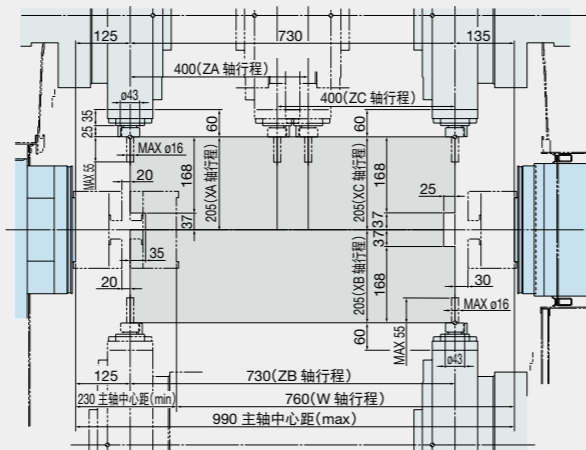 125
730
135
400(ZA 轴行程)
400(ZC 轴行程)
ø43
25 35
60
60
MAX 55
MAX ø16
20
168
205(XA 轴行程)
205(XC 轴行程)
168
25
37
37
37
35
20
30
205(XB 轴行程)
168
MAX ø16
MAX 55
60
ø43
125
730(ZB 轴行程)
230 主轴中心距(min)
760(W 轴行程)
990 主轴中心距(max)